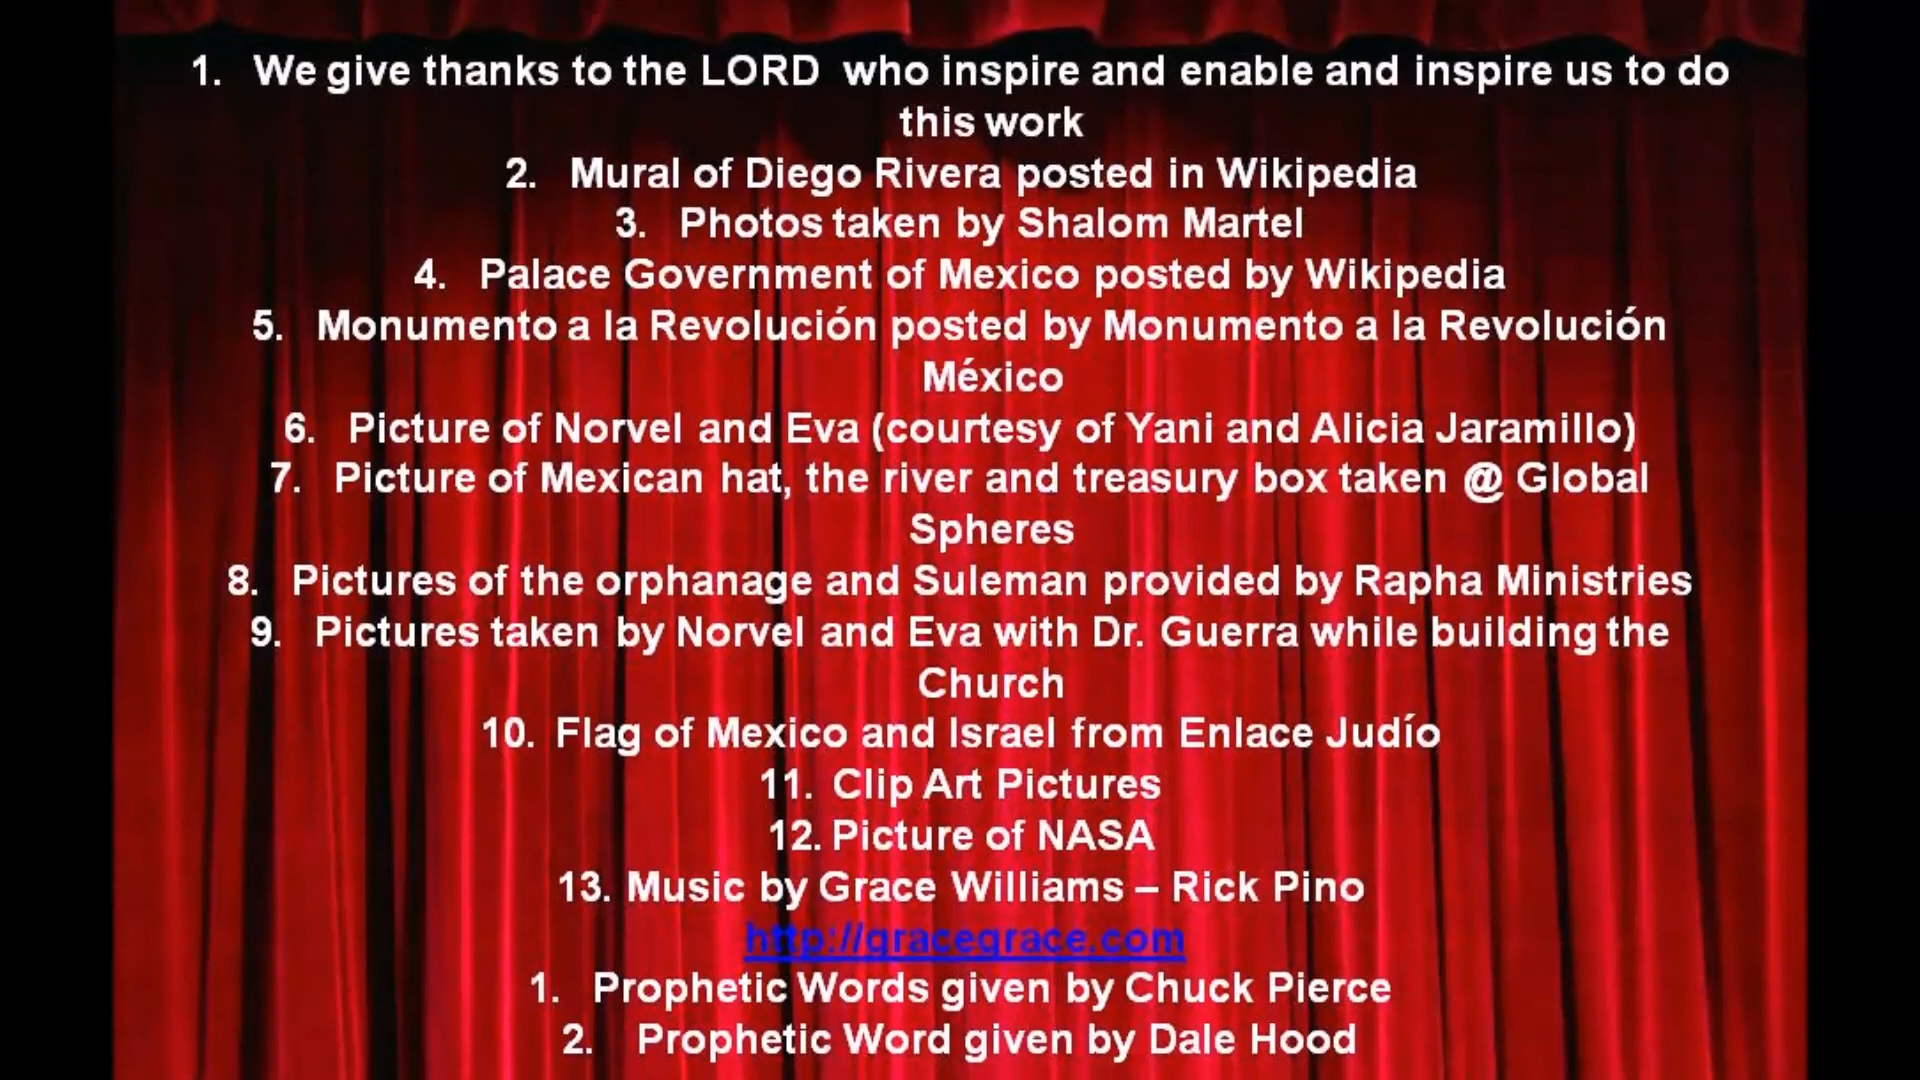 1. We give thanks to the LORD who inspire and enable and inspire us to do
this work
2. Mural of Diego Rivera posted in Wikipedia
3. Photos taken by Shalom Martel
4. Palace Government of Mexico posted by Wikipedia
5. Monumento a la Revolución posted by Monumento a la Revolución
México
6. Picture of Norvel and Eva (courtesy of Yani and Alicia Jaramillo)
7. Picture of Mexican hat, the river and treasury box taken @ Global
Spheres
8. Pictures of the orphanage and Suleman provided by Rapha Ministries
9. Pictures taken by Norvel and Eva with Dr. Guerra while building the
Church
10. Flag of Mexico and Israel from Enlace Judío
11. Clip Art Pictures
12. Picture of NASA
13. Music by Grace Williams – Rick Pino
http://gracegrace.com
1. Prophetic Words given by Chuck Pierce
2. Prophetic Word given by Dale Hood